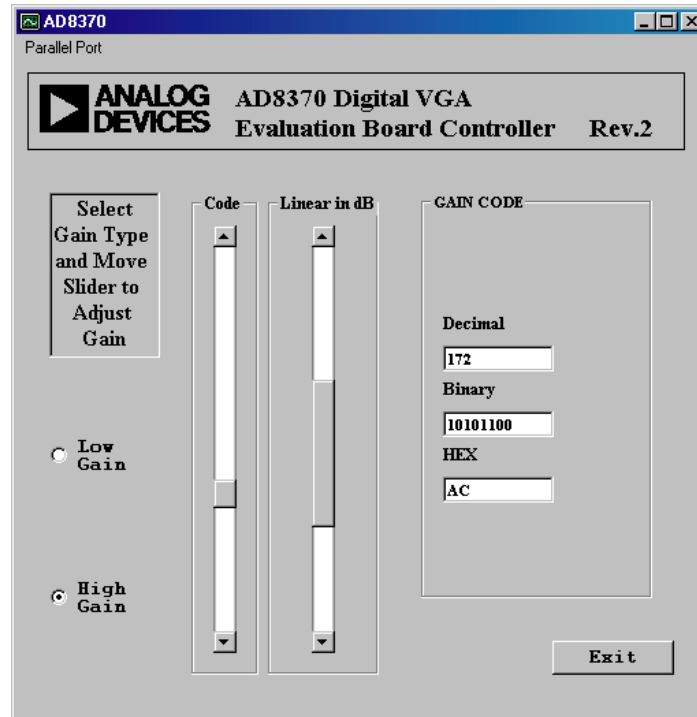 AD8370
Parallel Port
ANALOG
DEVICES
AD8370 Digital VGA
Evaluation Board Controller Rev.2
Select
Gain Type
and Move
Slider to
Adjust
Gain
Code
Linear in dB
GAIN CODE
Decimal
172
Binary
10101100
HEX
AC
Low
Gain
High
Gain
Exit